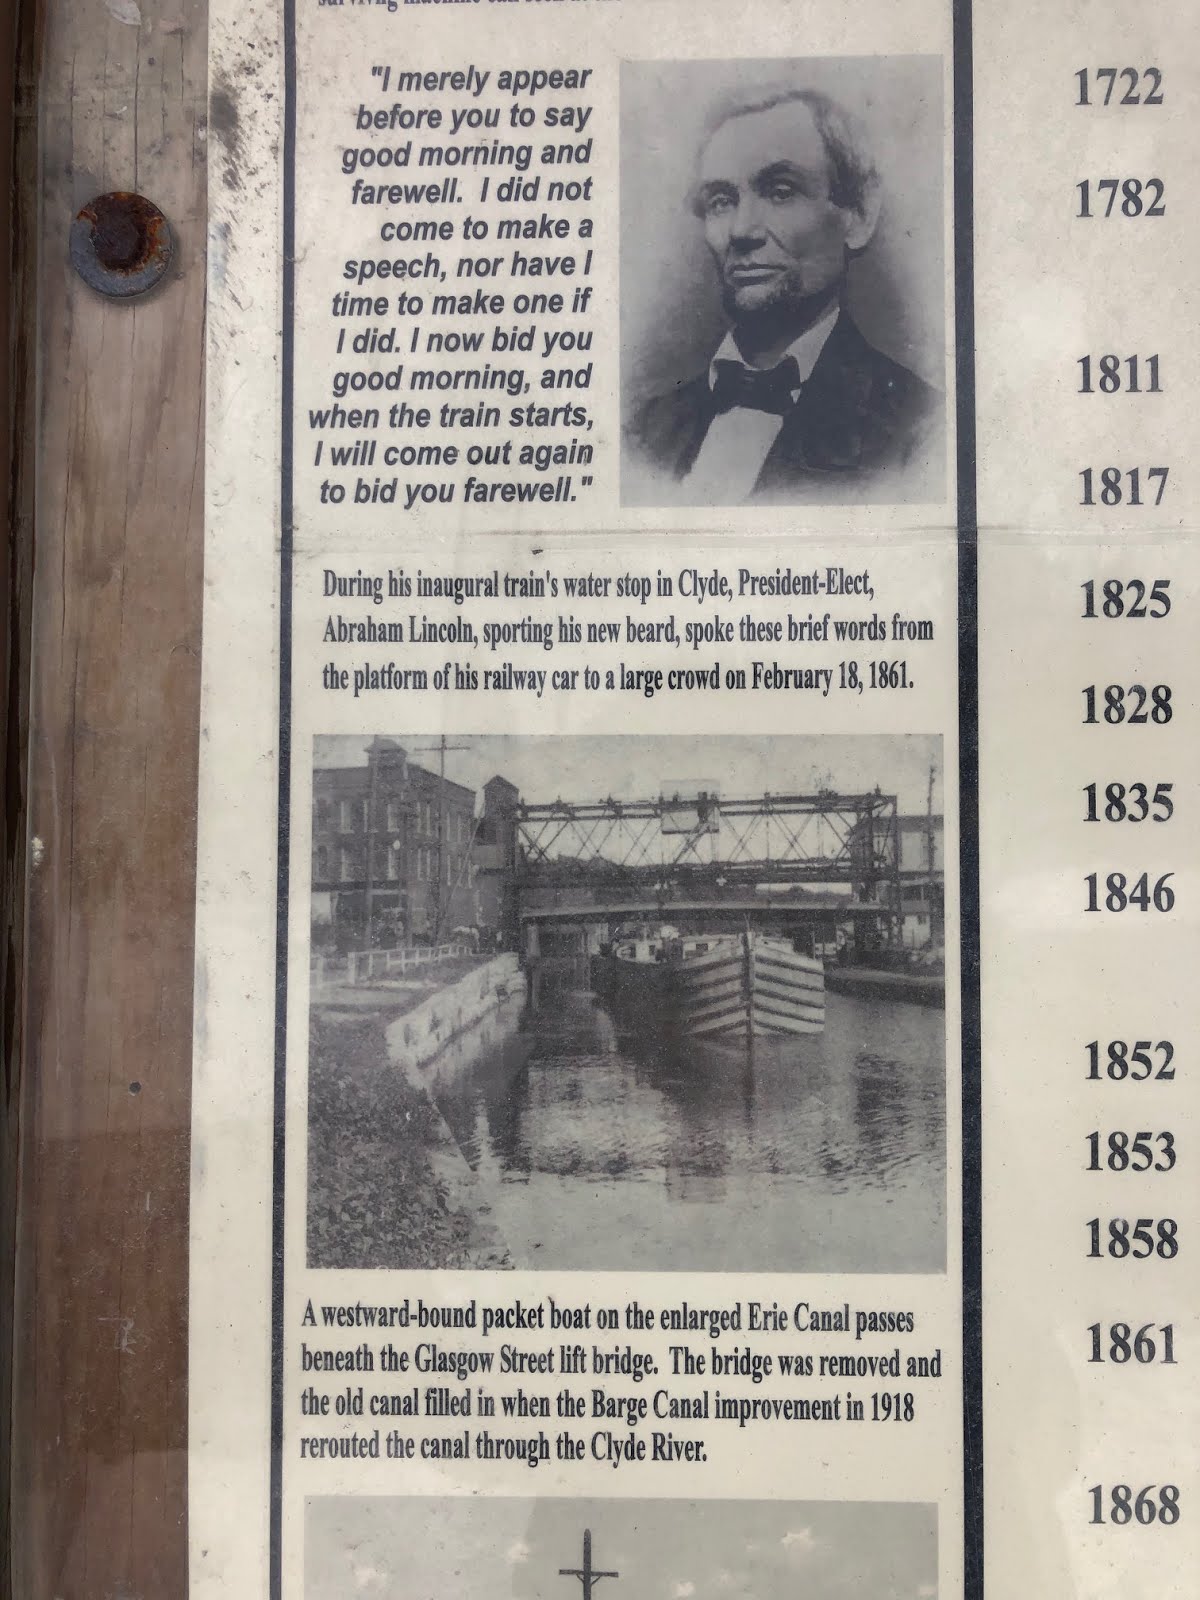 "I merely appear
before you to say
good morning and
farewell. I did not
come to make a
speech, nor have I
time to make one if
I did. I now bid you
good morning, and
when the train starts,
I will come out again
to bid you farewell."
During his inaugural train's water stop in Clyde, President-Elect,
Abraham Lincoln, sporting his new beard, spoke these brief words from
the platform of his railway car to a large crowd on February 18, 1861.
A westward-bound packet boat on the enlarged Erie Canal passes
beneath the Glasgow Street lift bridge. The bridge was removed and
the old canal filled in when the Barge Canal improvement in 1918
rerouted the canal through the Clyde River.
1722
1782
1811
1817
1825
1828
1835
1846
1852
1853
1858
1861
1868